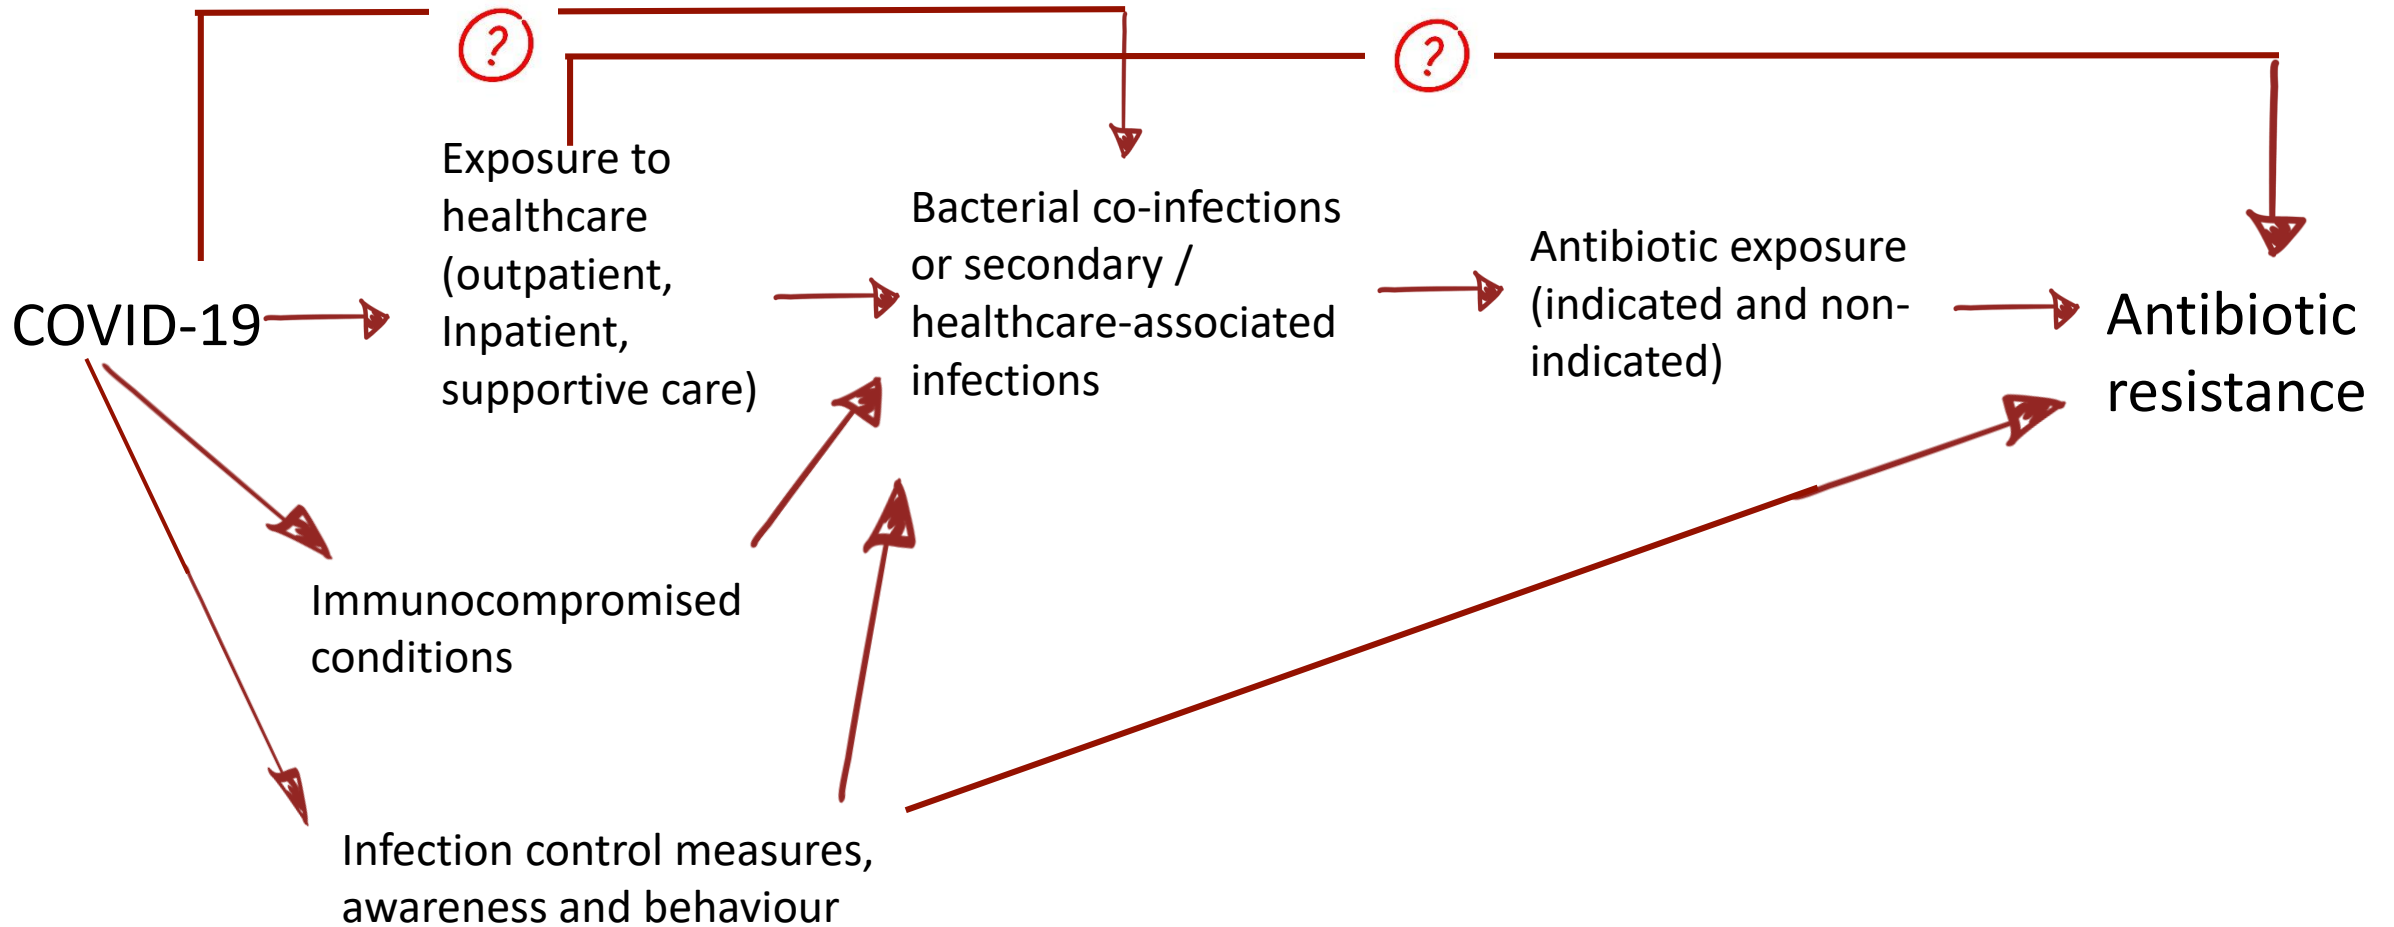 ?
?
Exposure to
healthcare
(outpatient,
Inpatient,
supportive care)
Bacterial co-infections
or secondary /
healthcare-associated
infections
Antibiotic exposure
(indicated and non-
indicated)
COVID-19
Antibiotic
resistance
Immunocompromised
conditions
Infection control measures,
awareness and behaviour